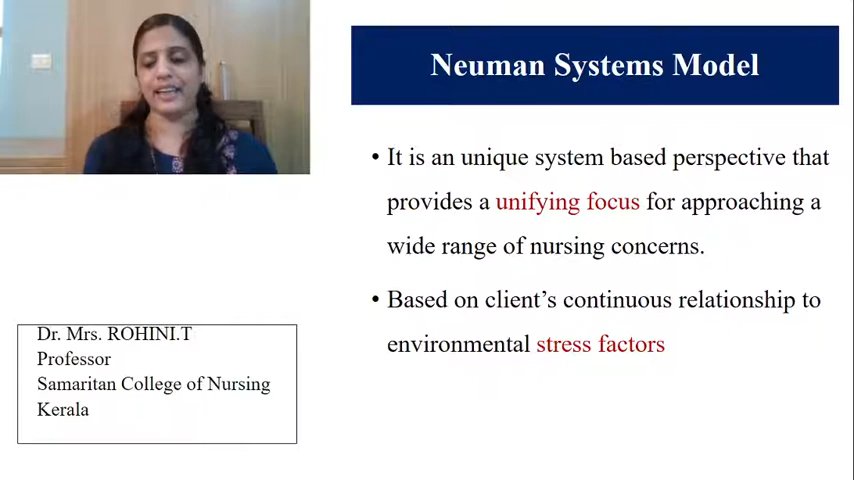 Neuman Systems Model
• It is an unique system based perspective that
provides a unifying focus for approaching a
wide range of nursing concerns.
• Based on client’s continuous relationship to
environmental stress factors
Dr. Mrs. ROHINI.T
Professor
Samaritan College of Nursing
Kerala